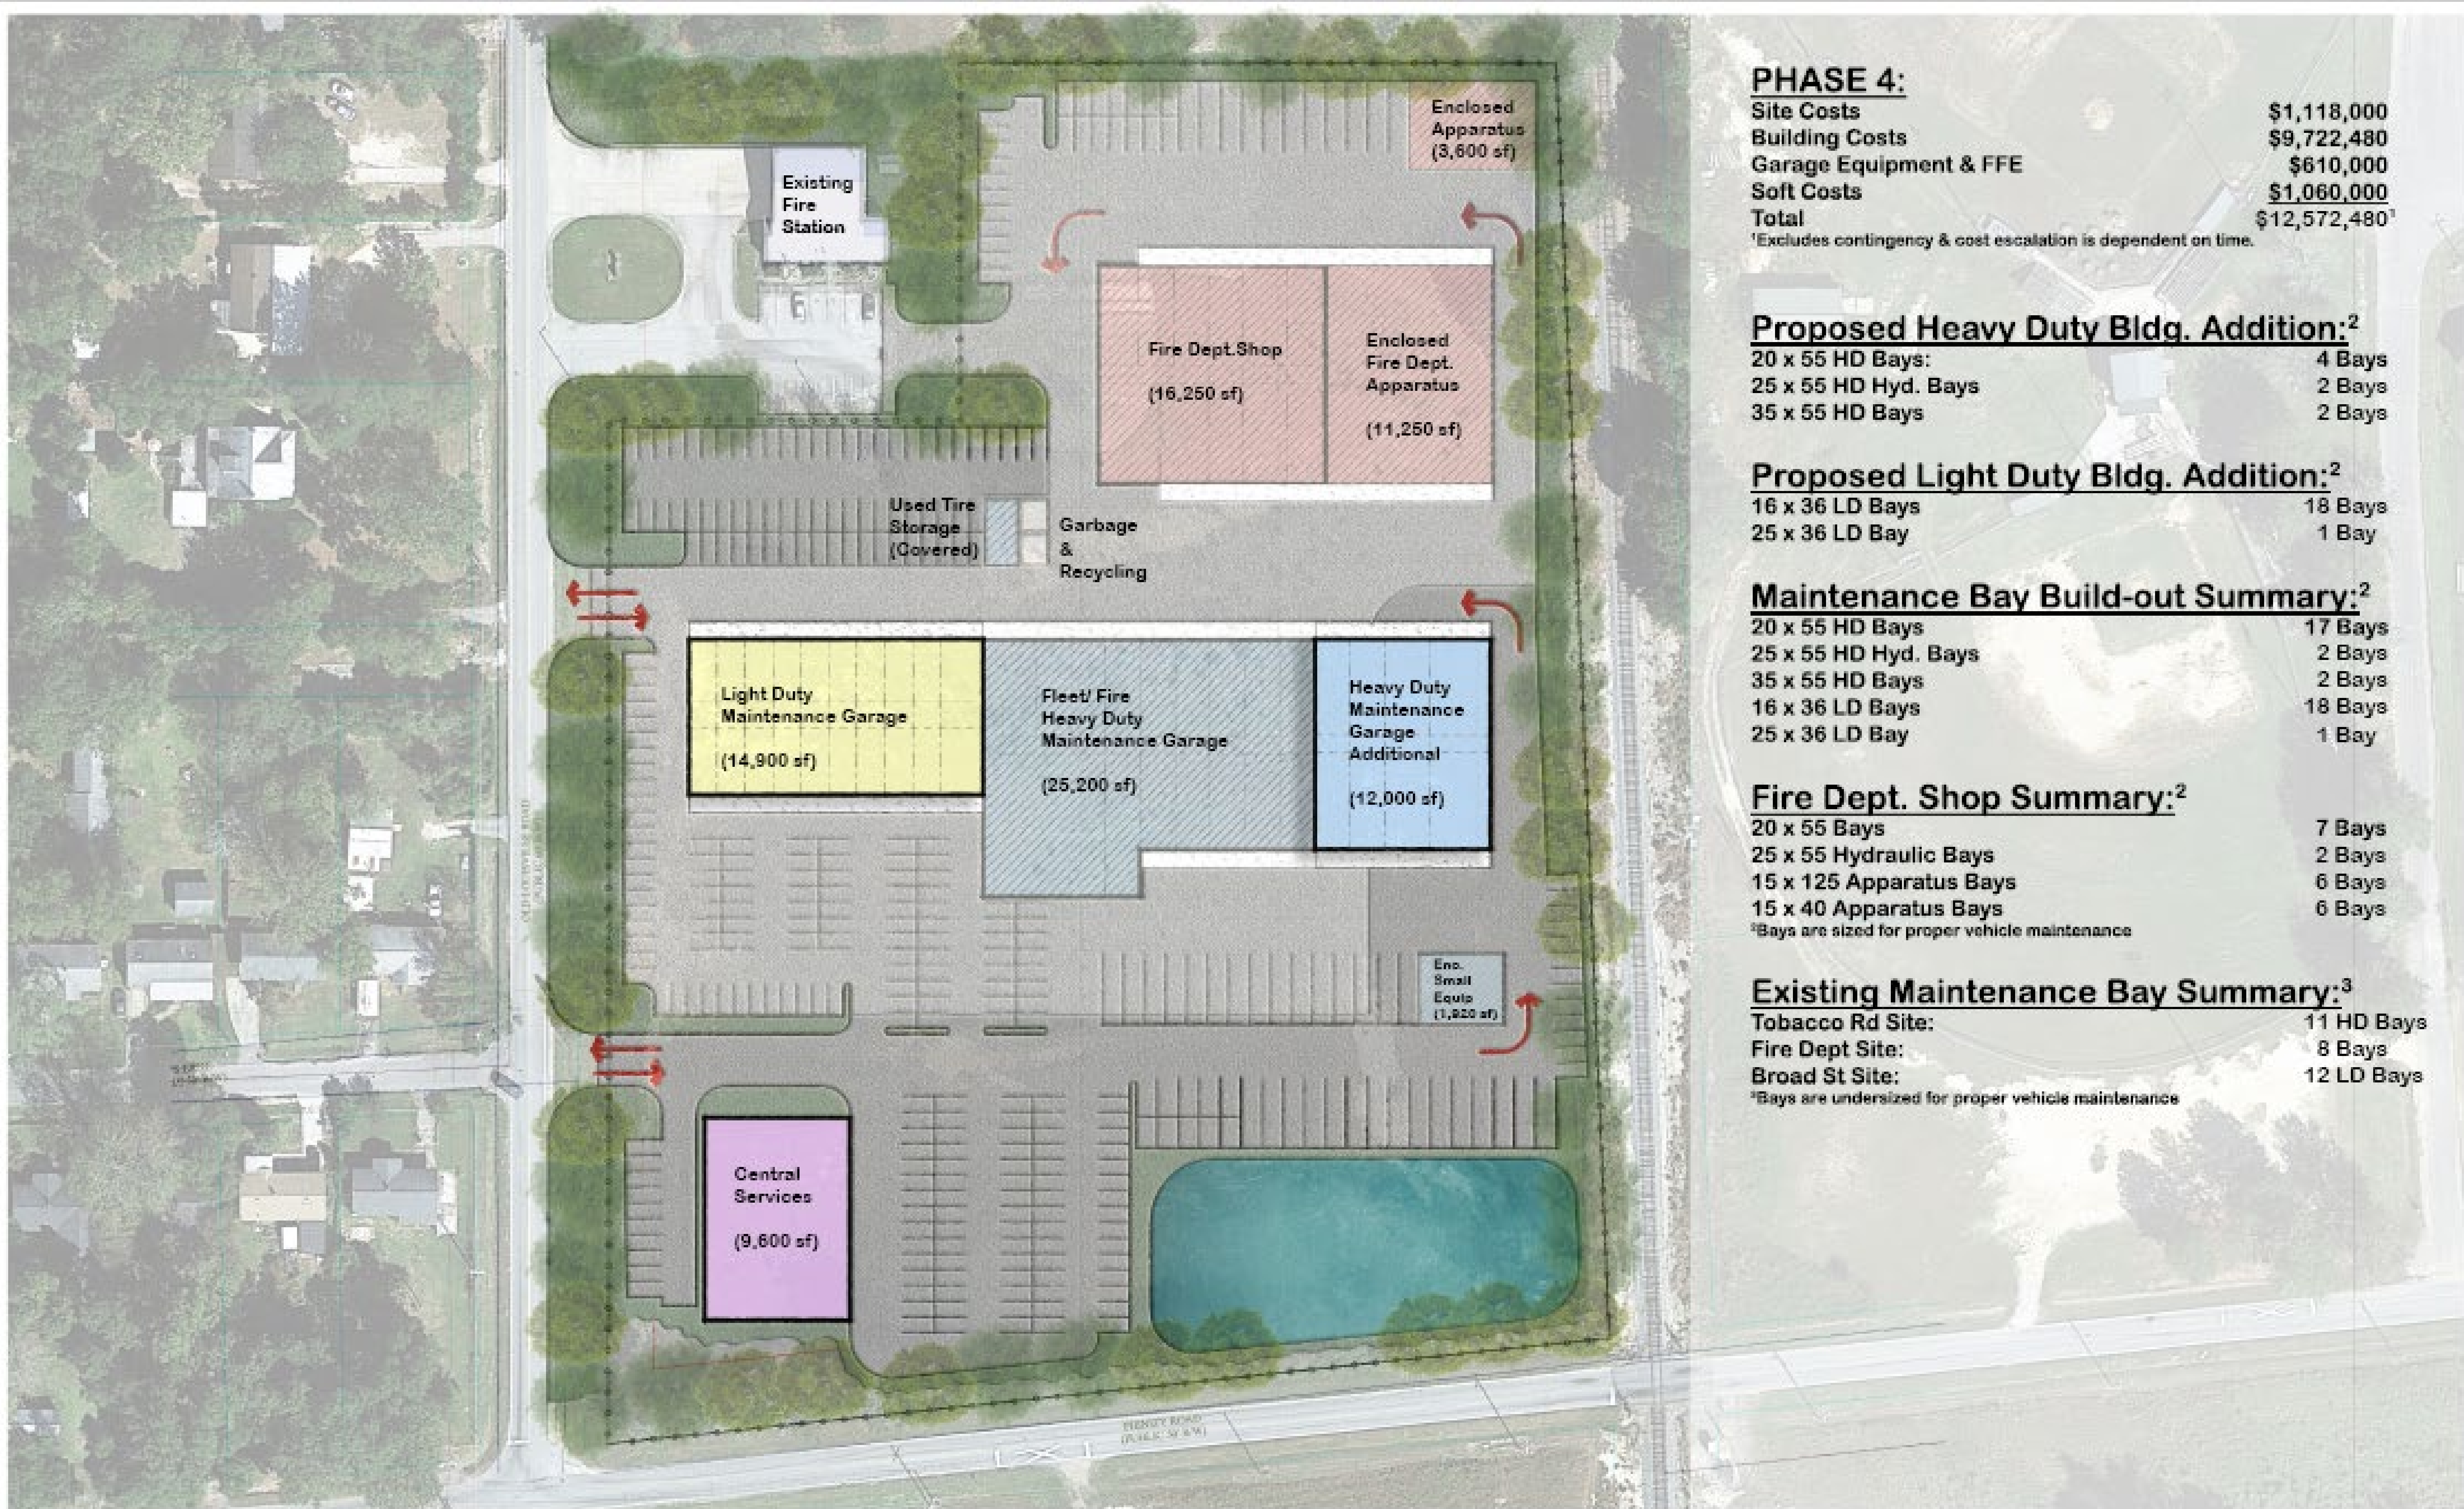 Existing
Fire
Station
Enclosed
Apparatus
(3,600 sf)
Fire Dept.Shop
(16,250 sf)
Enclosed
Fire Dept.
Apparatus
(11,250 sf)
Used Tire
Storage
(Covered)
Garbage
&
Recycling
Light Duty
Maintenance Garage
(14,900 sf)
Fleet/ Fire
Heavy Duty
Maintenance Garage
(25,200 sf)
Heavy Duty
Maintenance
Garage
Additional
(12,000 sf)
Enc.
Small
Equip
(1,920 sf)
Central
Services
(9,600 sf)
PHASE 4:
Site Costs $1,118,000
Building Costs $9,722,480
Garage Equipment & FFE $610,000
Soft Costs $1,060,000
Total $12,572,480¹
¹Excludes contingency & cost escalation is dependent on time.
Proposed Heavy Duty Bldg. Addition:²
20 x 55 HD Bays: 4 Bays
25 x 55 HD Hyd. Bays 2 Bays
35 x 55 HD Bays 2 Bays
Proposed Light Duty Bldg. Addition:²
16 x 36 LD Bays 18 Bays
25 x 36 LD Bay 1 Bay
Maintenance Bay Build-out Summary:²
20 x 55 HD Bays 17 Bays
25 x 55 HD Hyd. Bays 2 Bays
35 x 55 HD Bays 2 Bays
16 x 36 LD Bays 18 Bays
25 x 36 LD Bay 1 Bay
Fire Dept. Shop Summary:²
20 x 55 Bays 7 Bays
25 x 55 Hydraulic Bays 2 Bays
15 x 125 Apparatus Bays 6 Bays
15 x 40 Apparatus Bays 6 Bays
²Bays are sized for proper vehicle maintenance
Existing Maintenance Bay Summary:³
Tobacco Rd Site: 11 HD Bays
Fire Dept Site: 8 Bays
Broad St Site: 12 LD Bays
³Bays are undersized for proper vehicle maintenance